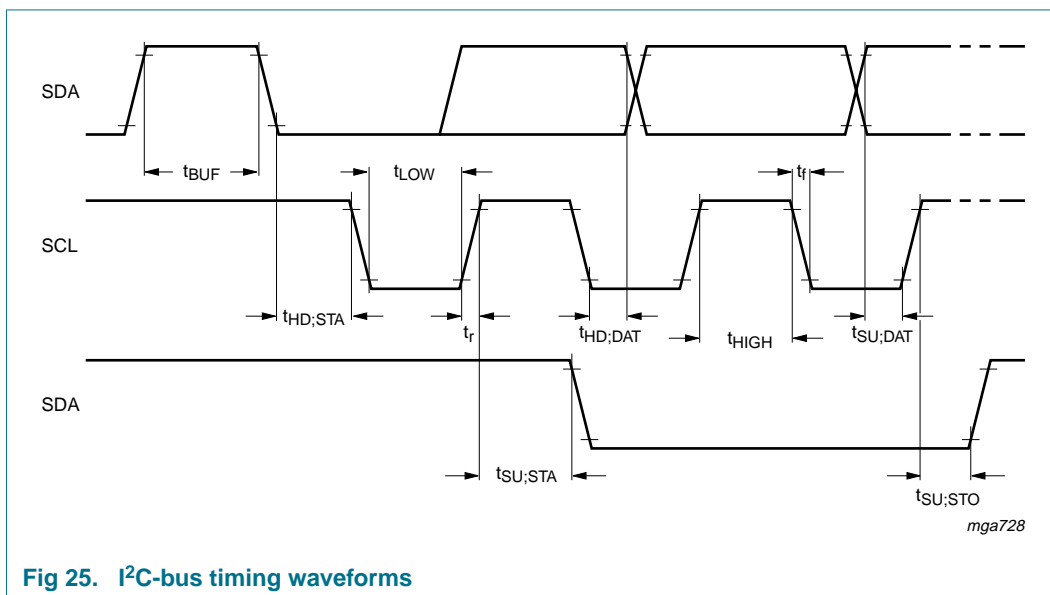 SDA
tBUF
tLOW
tf
SCL
tHD;STA
tr
tHD;DAT
tHIGH
tSU;DAT
SDA
tSU;STA
tSU;STO
mga728
Fig 25. I²C-bus timing waveforms